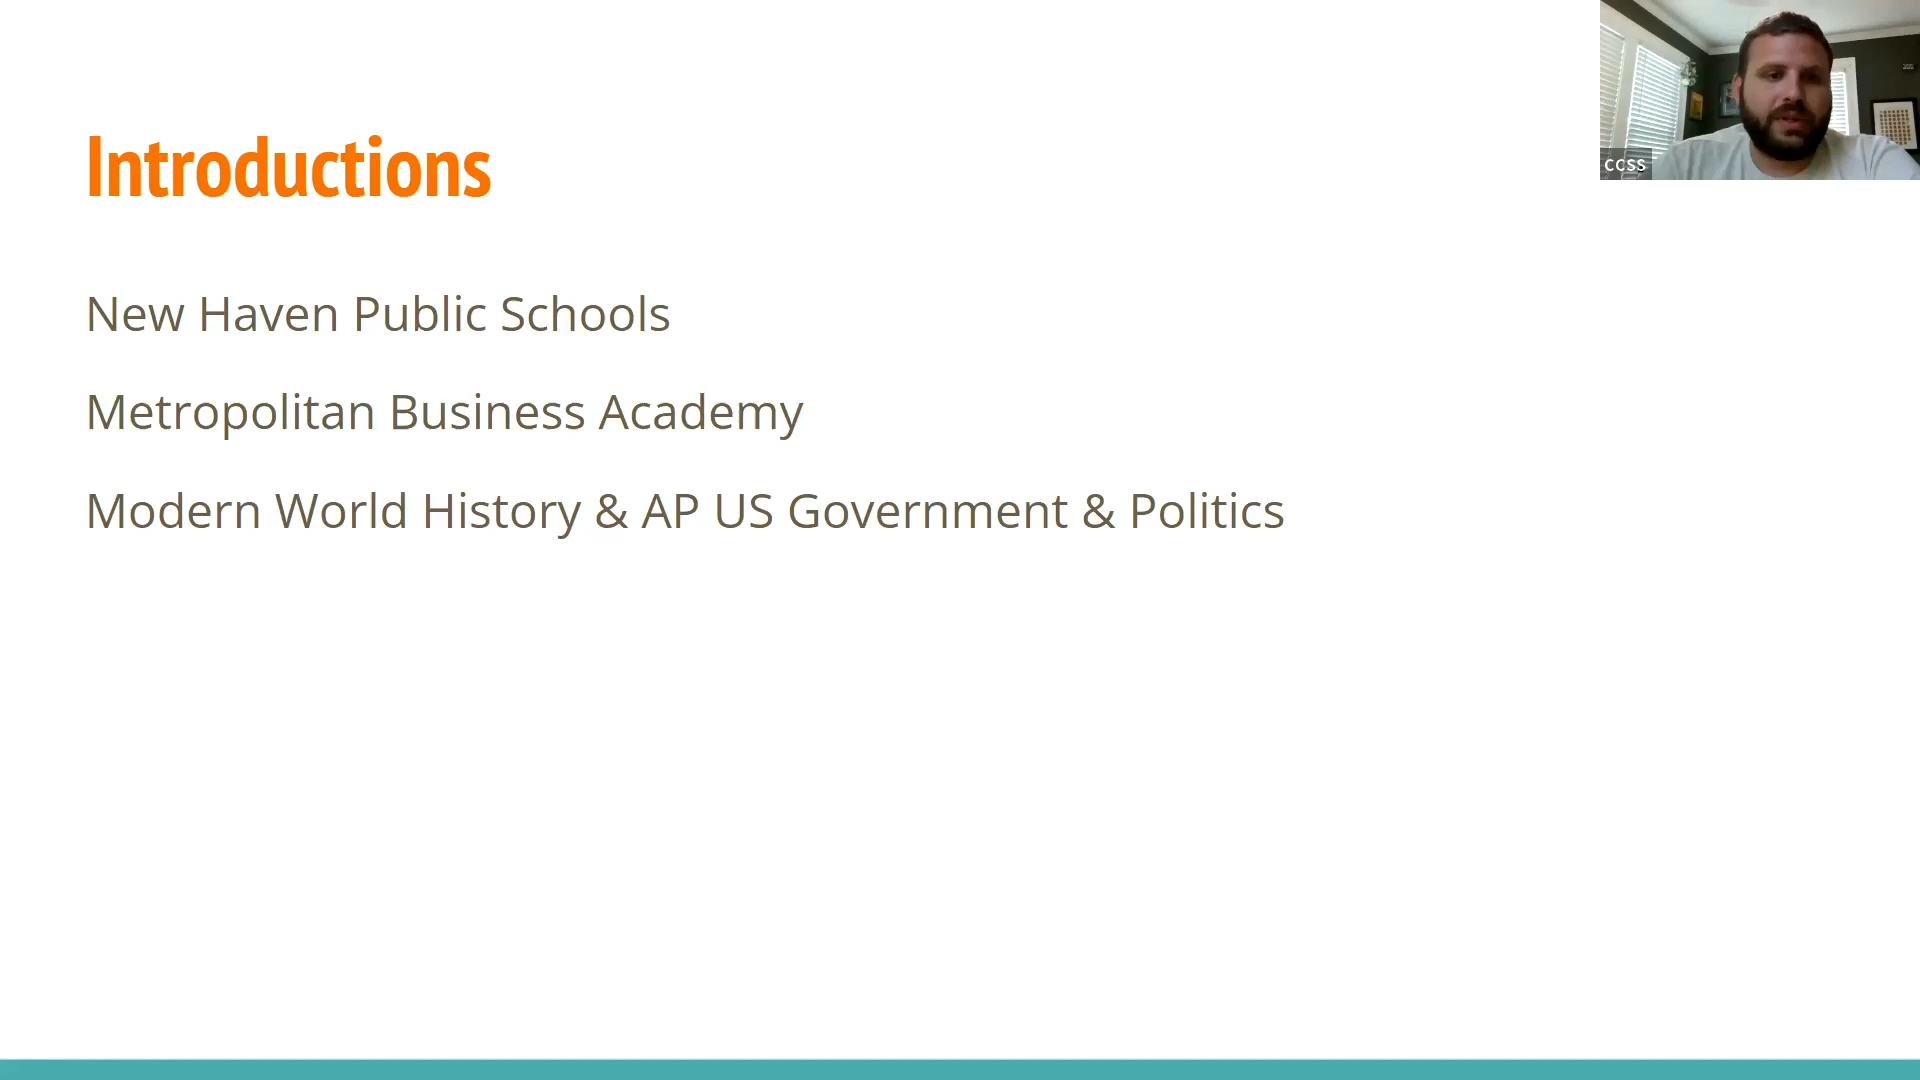 Introductions
New Haven Public Schools
Metropolitan Business Academy
Modern World History & AP US Government & Politics
CCSS